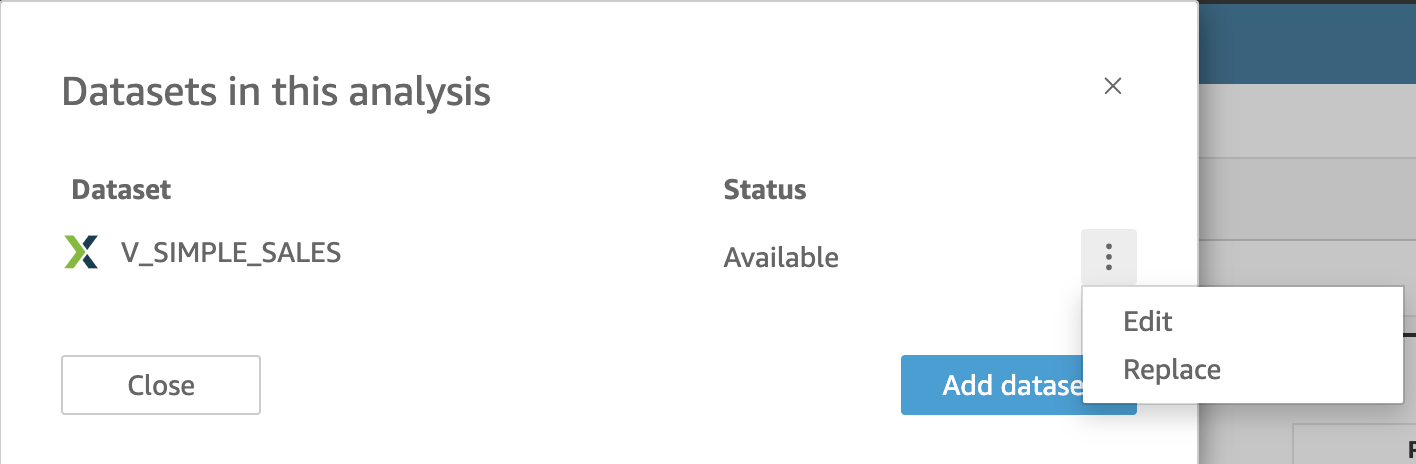 Datasets in this analysis
Dataset Status
V_SIMPLE_SALES Available
Edit
Replace
Close Add datase